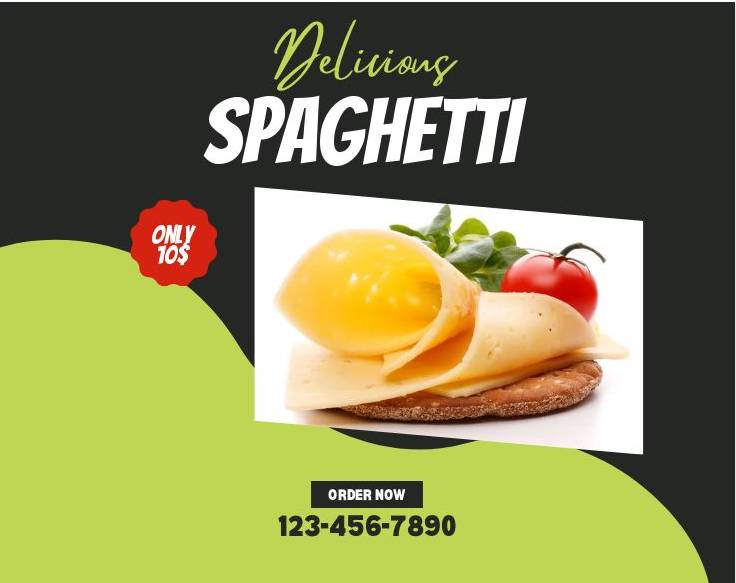 Delicious
SPAGHETTI
ONLY
10$
ORDER NOW
123-456-7890